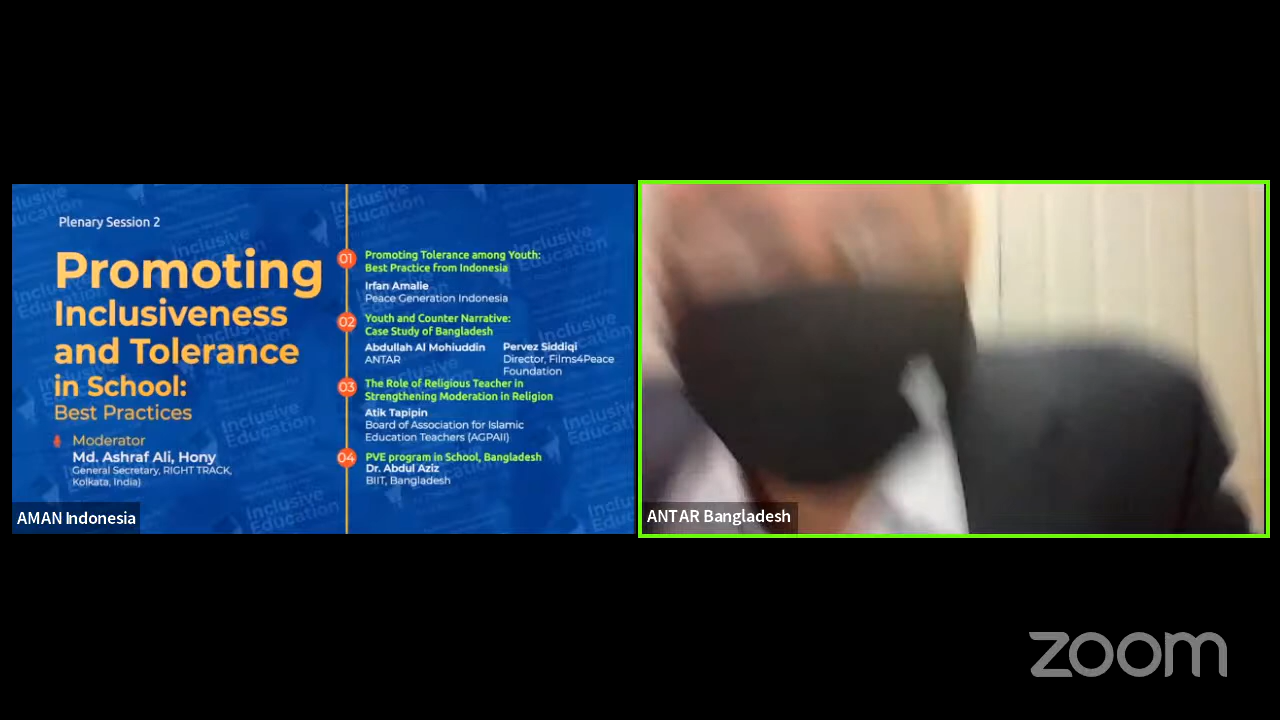 Plenary Session 2
Promoting
Inclusiveness
and Tolerance
in School:
Best Practices
Moderator
Md. Ashraf Ali, Hony
General Secretary, RIGHT TRACK,
Kolkata, India)
01
Promoting Tolerance among Youth:
Best Practice from Indonesia
Irfan Amalie
Peace Generation Indonesia
02
Youth and Counter Narrative:
Case Study of Bangladesh
Abdullah Al Mohiuddin
ANTAR
Pervez Siddiqi
Director, Films4Peace
Foundation
03
The Role of Religious Teacher in
Strengthening Moderation in Religion
Atik Tapipin
Board of Association for Islamic
Education Teachers (AGPAII)
04
PVE program in School, Bangladesh
Dr. Abdul Aziz
BIIT, Bangladesh
Inclusive
Education
AMAN Indonesia
ANTAR Bangladesh
zoom